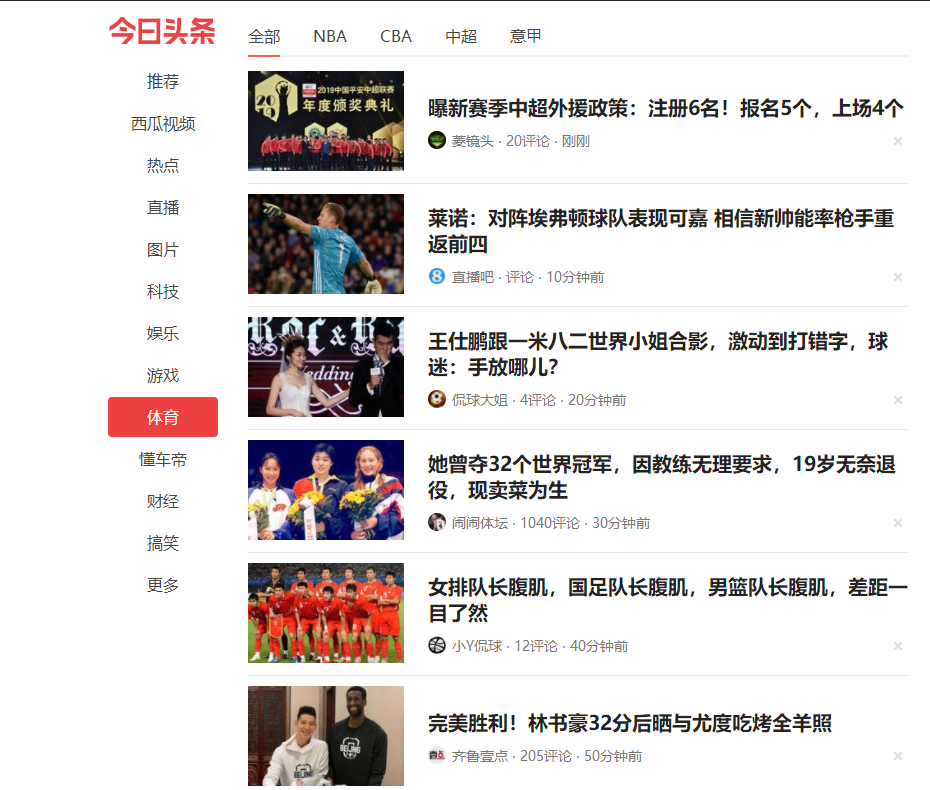 今日头条
全部 NBA CBA 中超 意甲
推荐
西瓜视频
热点
直播
图片
科技
娱乐
游戏
体育
懂车帝
财经
搞笑
更多
2019中国平安中超联赛
年度颁奖典礼
曝新赛季中超外援政策：注册6名！报名5个，上场4个
菱镜头 · 20评论 · 刚刚
莱诺：对阵埃弗顿球队表现可嘉 相信新帅能率枪手重
返前四
直播吧 · 评论 · 10分钟前
王仕鹏跟一米八二世界小姐合影，激动到打错字，球
迷：手放哪儿？
侃球大姐 · 4评论 · 20分钟前
她曾夺32个世界冠军，因教练无理要求，19岁无奈退
役，现卖菜为生
闹闹体坛 · 1040评论 · 30分钟前
女排队长腹肌，国足队长腹肌，男篮队长腹肌，差距一
目了然
小Y侃球 · 12评论 · 40分钟前
BEIJING
完美胜利！林书豪32分后晒与尤度吃烤全羊照
齐鲁壹点 · 205评论 · 50分钟前